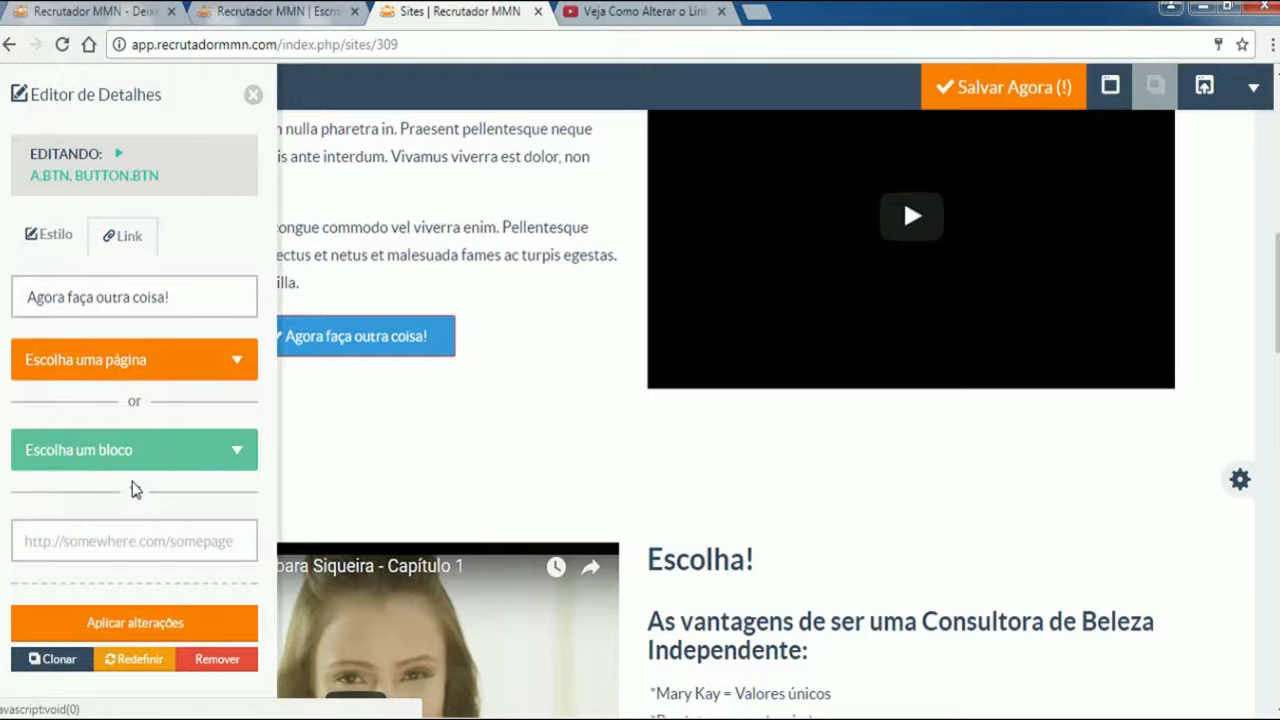 Recrutador MMN - Deixe
Recrutador MMN | Escri
Sites | Recrutador MMN
Veja Como Alterar o Link
app.recrutadormmn.com/index.php/sites/309
Editor de Detalhes
Salvar Agora (!)
EDITANDO:
A.BTN, BUTTON.BTN
Estilo
Link
Agora faça outra coisa!
Escolha uma página
or
Escolha um bloco
http://somewhere.com/somepage
Aplicar alterações
Clonar
Redefinir
Remover
avascript:void(0)
n nulla pharetra in. Praesent pellentesque neque
is ante interdum. Vivamus viverra est dolor, non
ongue commodo vel viverra enim. Pellentesque
ectus et netus et malesuada fames ac turpis egestas.
illa.
Agora faça outra coisa!
bara Siqueira - Capítulo 1
Escolha!
As vantagens de ser uma Consultora de Beleza
Independente:
*Mary Kay = Valores únicos